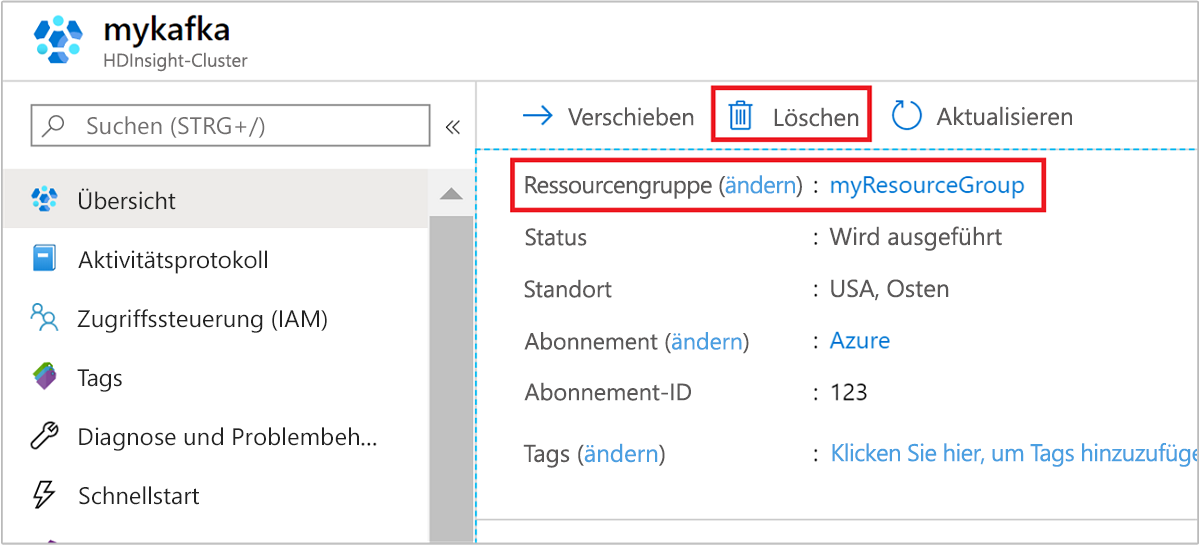 mykafka
HDInsight-Cluster
Suchen (STRG+/)
«
Übersicht
Aktivitätsprotokoll
Zugriffssteuerung (IAM)
Tags
Diagnose und Problembeh...
Schnellstart
Verschieben Löschen Aktualisieren
Ressourcengruppe (ändern) : myResourceGroup
Status : Wird ausgeführt
Standort : USA, Osten
Abonnement (ändern) : Azure
Abonnement-ID : 123
Tags (ändern) : Klicken Sie hier, um Tags hinzuzufüge